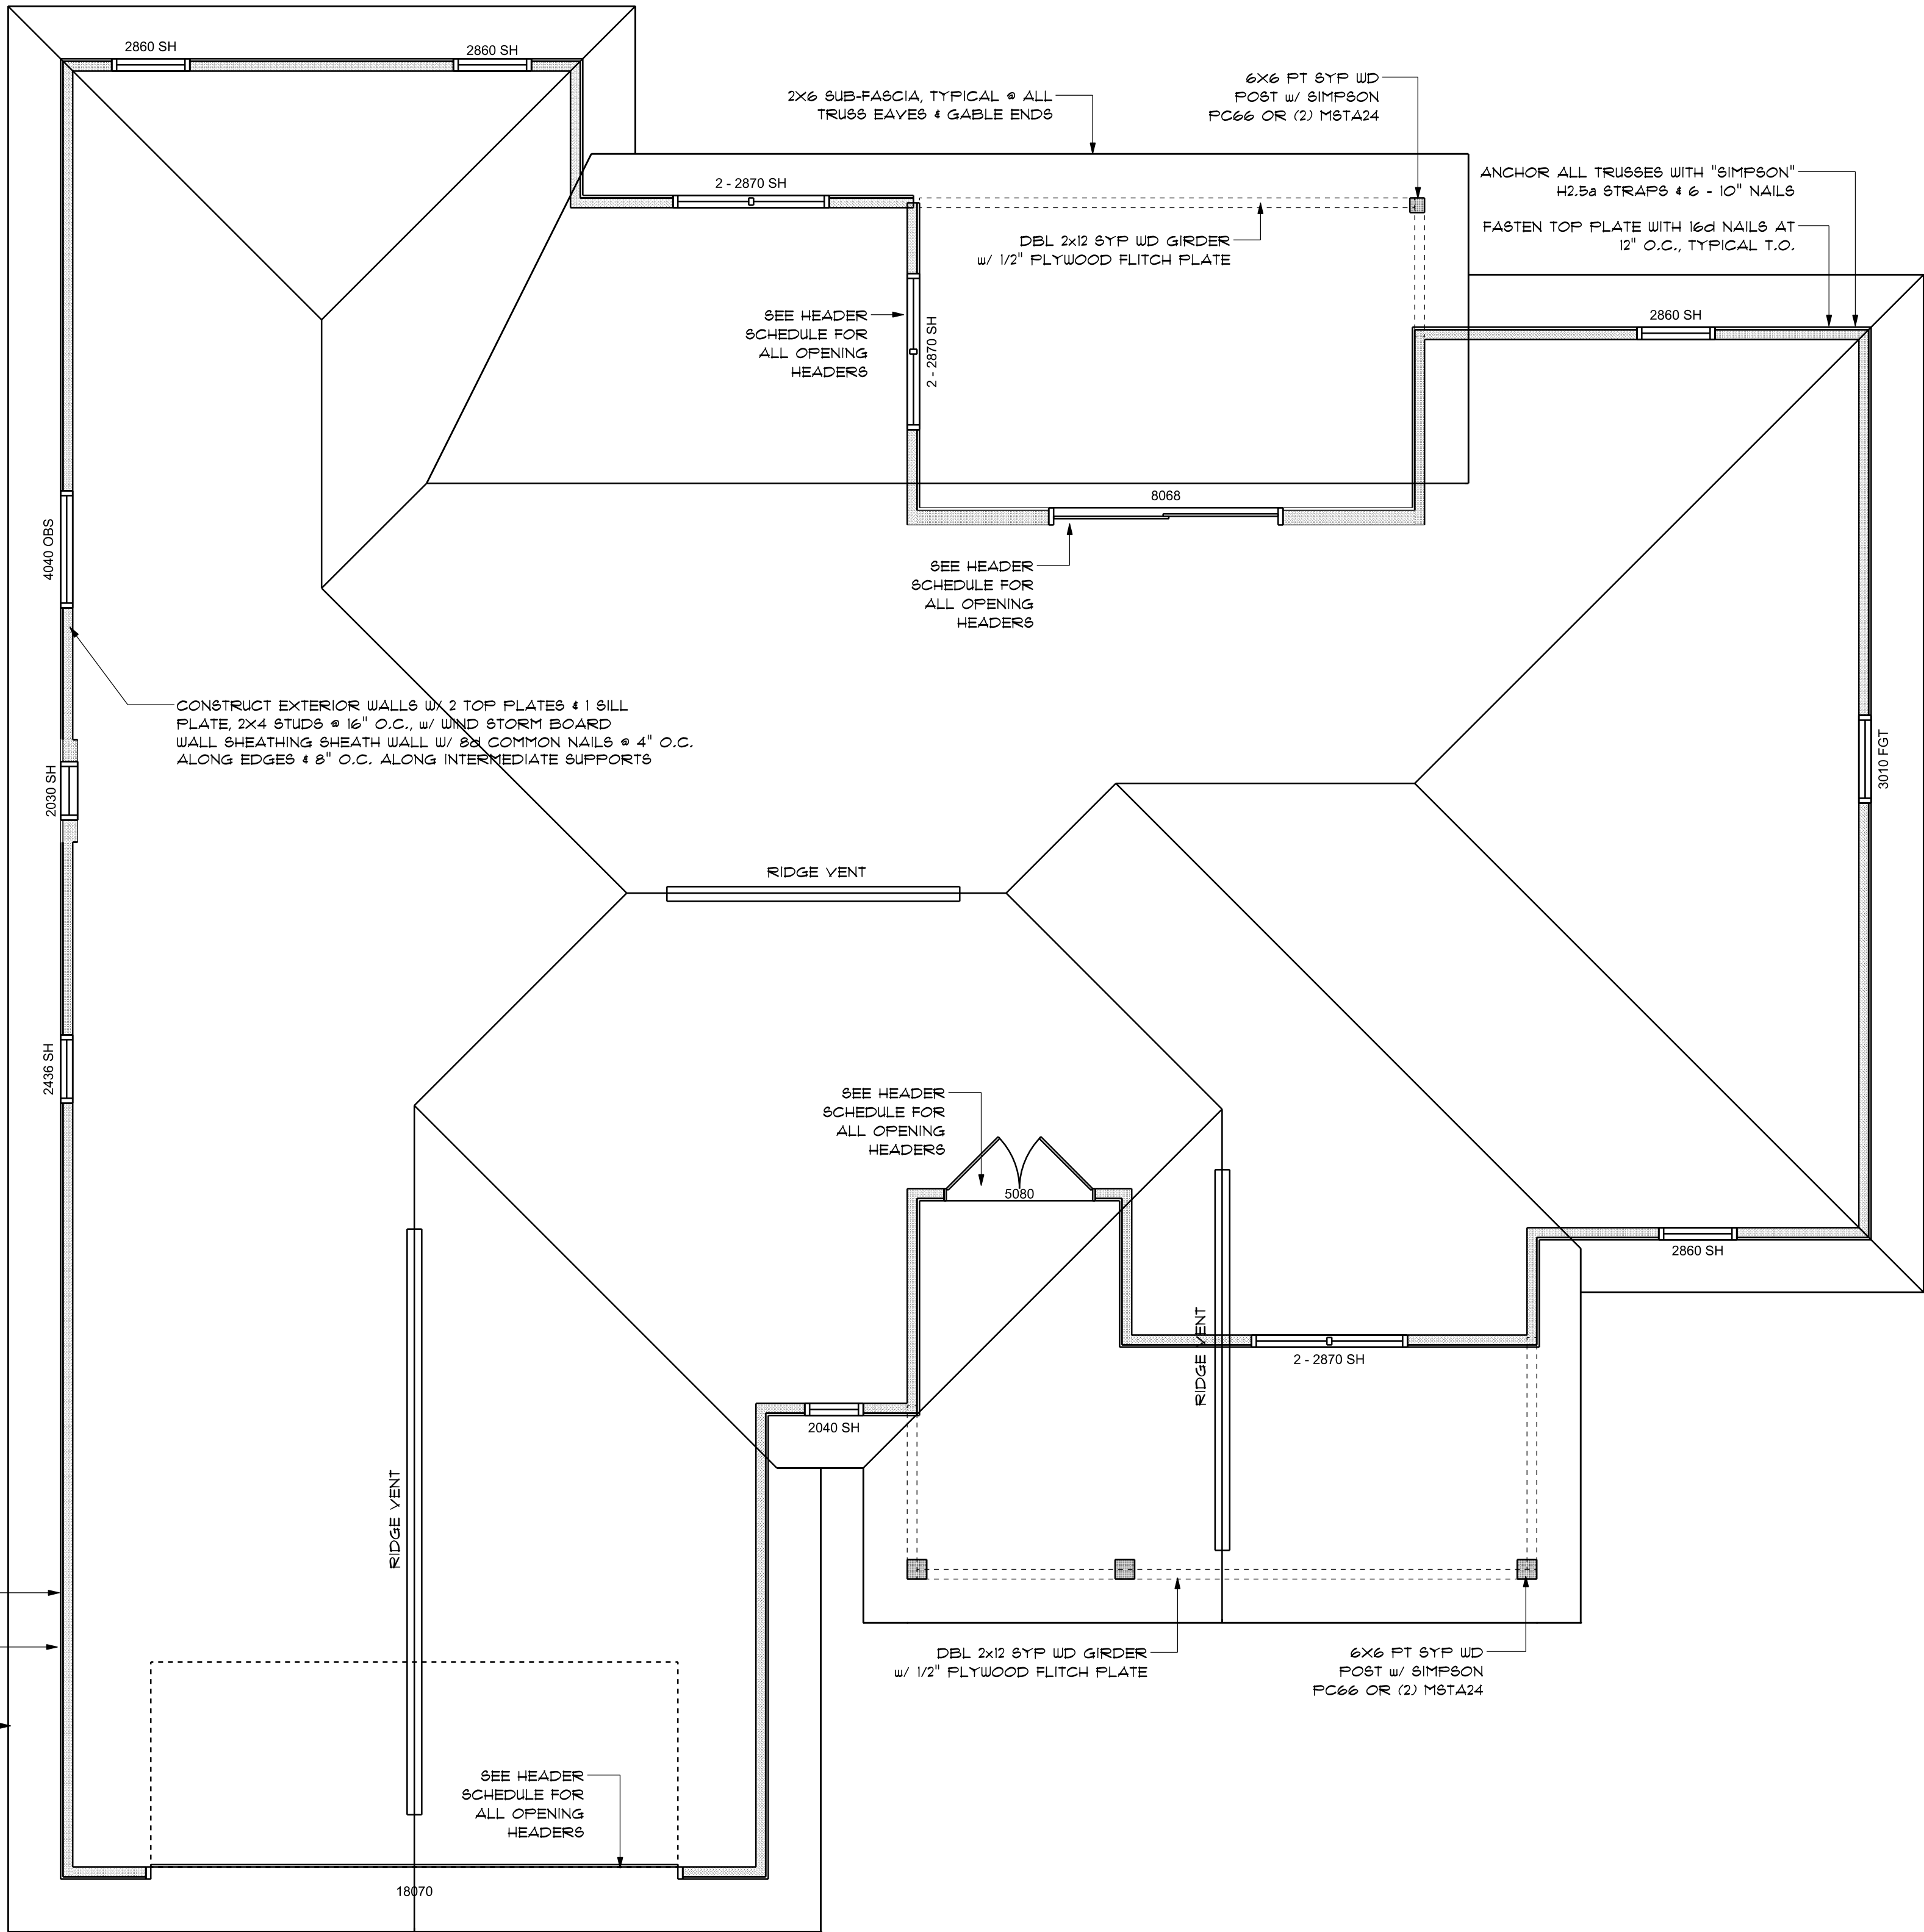 2860 SH
2860 SH
2X6 SUB-FASCIA, TYPICAL @ ALL
TRUSS EAVES & GABLE ENDS
6X6 PT SYP WD
POST w/ SIMPSON
PC66 OR (2) MSTA24
ANCHOR ALL TRUSSES WITH "SIMPSON"
H2.5a STRAPS & 6 - 10" NAILS
FASTEN TOP PLATE WITH 16d NAILS AT
12" O.C., TYPICAL T.O.
2 - 2870 SH
DBL 2x12 SYP WD GIRDER
w/ 1/2" PLYWOOD FLITCH PLATE
SEE HEADER
SCHEDULE FOR
ALL OPENING
HEADERS
2 - 2870 SH
2860 SH
8068
SEE HEADER
SCHEDULE FOR
ALL OPENING
HEADERS
4040 OBS
CONSTRUCT EXTERIOR WALLS W/ 2 TOP PLATES & 1 SILL
PLATE, 2X4 STUDS @ 16" O.C., w/ WIND STORM BOARD
WALL SHEATHING SHEATH WALL W/ 8d COMMON NAILS @ 4" O.C.
ALONG EDGES & 8" O.C. ALONG INTERMEDIATE SUPPORTS
2030 SH
3010 FGT
RIDGE VENT
2436 SH
SEE HEADER
SCHEDULE FOR
ALL OPENING
HEADERS
5080
2860 SH
RIDGE VENT
2 - 2870 SH
2040 SH
RIDGE VENT
DBL 2x12 SYP WD GIRDER
w/ 1/2" PLYWOOD FLITCH PLATE
6X6 PT SYP WD
POST w/ SIMPSON
PC66 OR (2) MSTA24
SEE HEADER
SCHEDULE FOR
ALL OPENING
HEADERS
18070